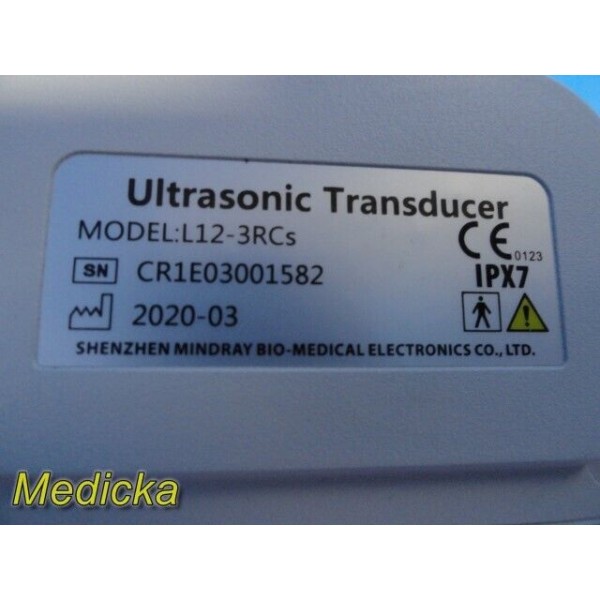 Ultrasonic Transducer
MODEL:L12-3RCs
CE 0123
SN CR1E03001582
IPX7
2020-03
SHENZHEN MINDRAY BIO-MEDICAL ELECTRONICS CO., LTD.
Medicka